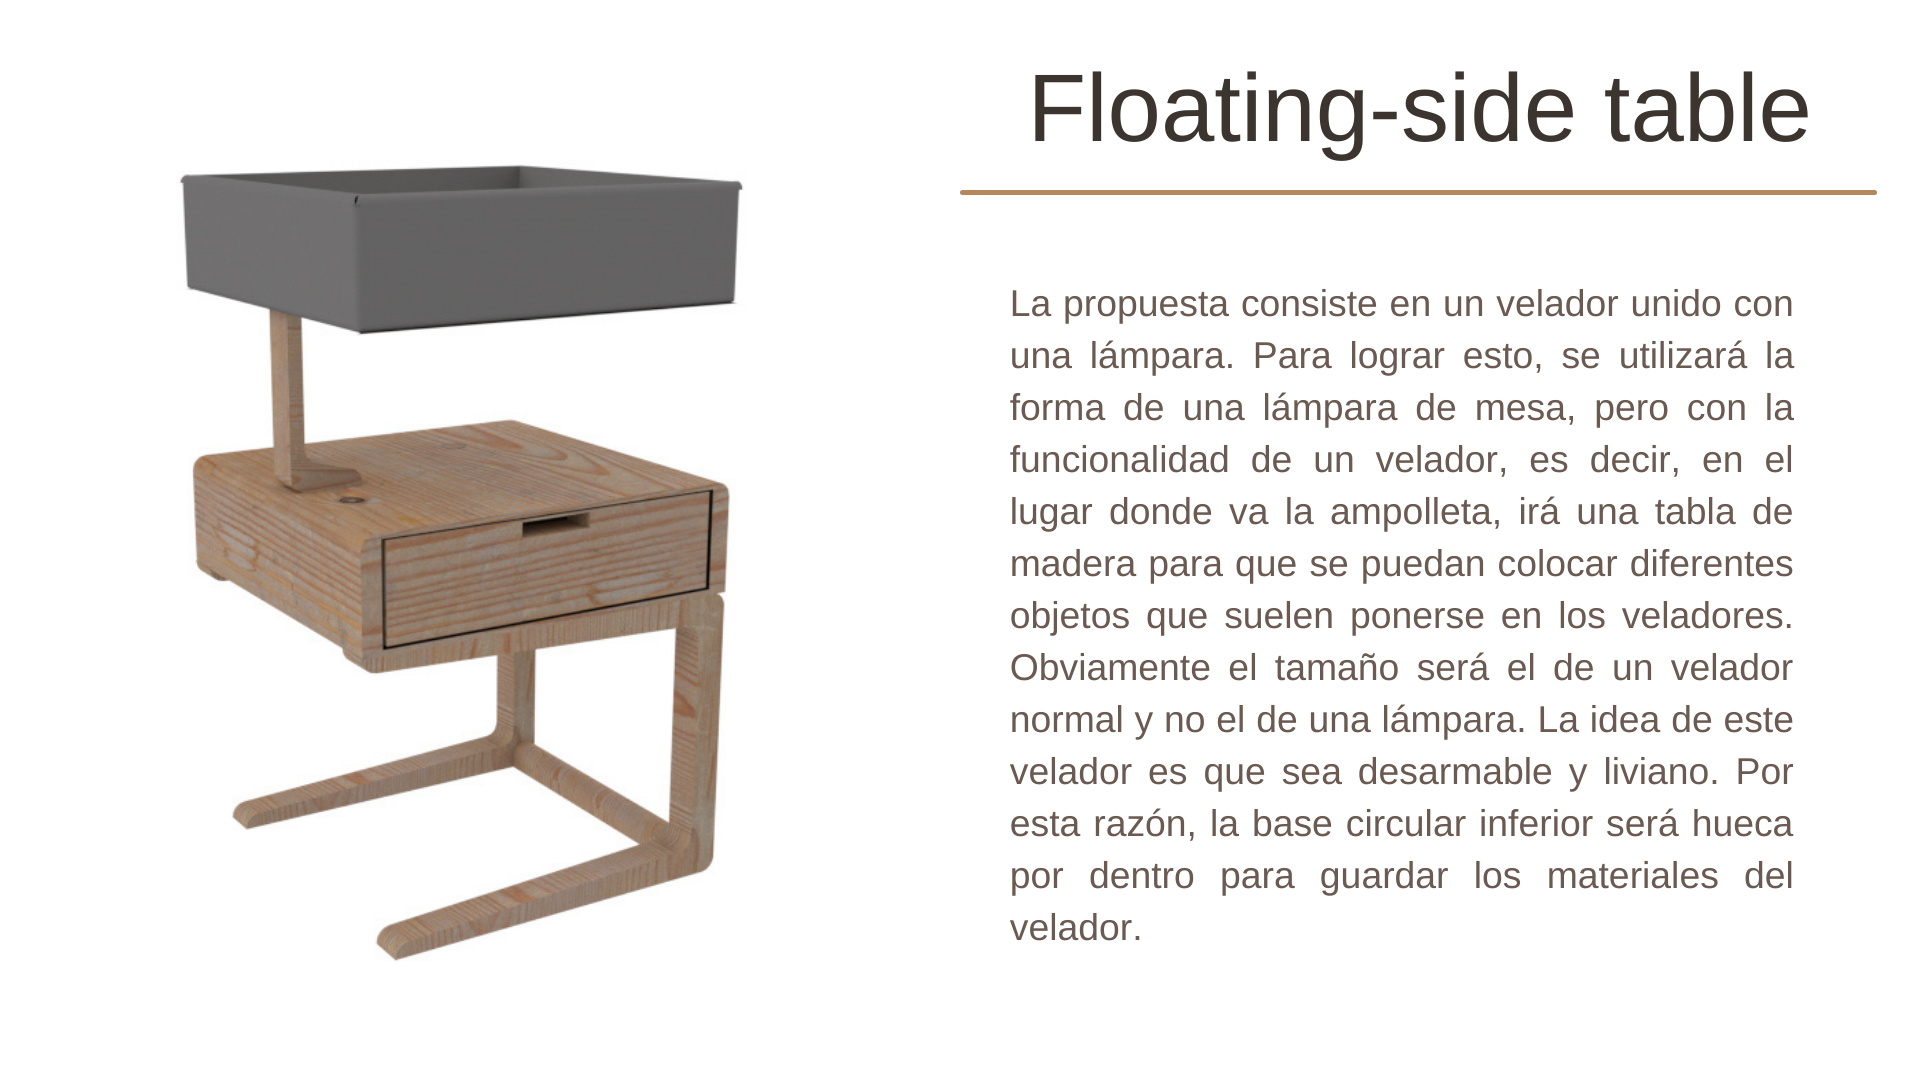 Floating-side table
La propuesta consiste en un velador unido con
una lámpara. Para lograr esto, se utilizará la
forma de una lámpara de mesa, pero con la
funcionalidad de un velador, es decir, en el
lugar donde va la ampolleta, irá una tabla de
madera para que se puedan colocar diferentes
objetos que suelen ponerse en los veladores.
Obviamente el tamaño será el de un velador
normal y no el de una lámpara. La idea de este
velador es que sea desarmable y liviano. Por
esta razón, la base circular inferior será hueca
por dentro para guardar los materiales del
velador.